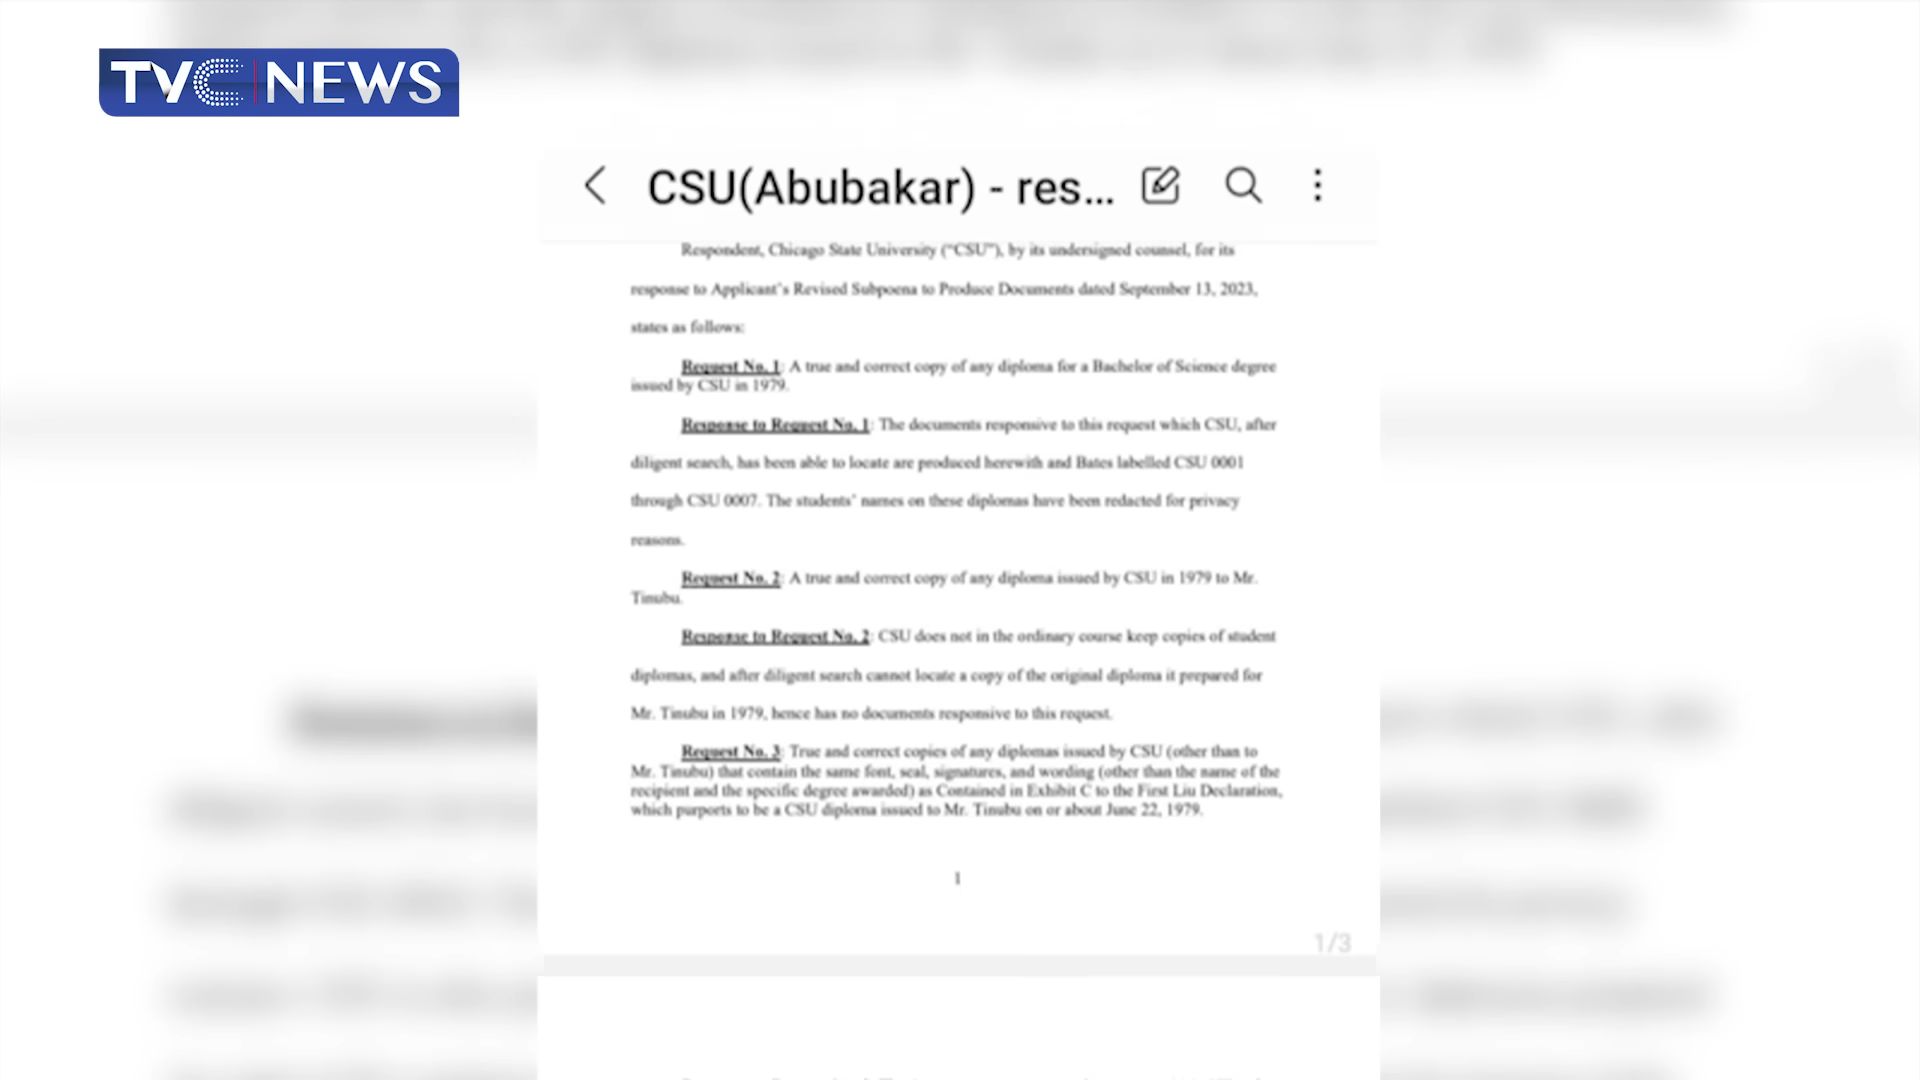 TVC NEWS
CSU(Abubakar) - res...
Respondent, Chicago State University ("CSU"), by its undersigned counsel, for its
response to Applicant's Revised Subpoena to Produce Documents dated September 13, 2023,
states as follows:
Request No. 1: A true and correct copy of any diploma for a Bachelor of Science degree
issued by CSU in 1979.
Response to Request No. 1: The documents responsive to this request which CSU, after
diligent search, has been able to locate are produced herewith and Bates labelled CSU 0001
through CSU 0007. The students' names on these diplomas have been redacted for privacy
reasons.
Request No. 2: A true and correct copy of any diploma issued by CSU in 1979 to Mr.
Tinubu.
Response to Request No. 2: CSU does not in the ordinary course keep copies of student
diplomas, and after diligent search cannot locate a copy of the original diploma it prepared for
Mr. Tinubu in 1979, hence has no documents responsive to this request.
Request No. 3: True and correct copies of any diplomas issued by CSU (other than to
Mr. Tinubu) that contain the same font, seal, signatures, and wording (other than the name of the
recipient and the specific degree awarded) as Contained in Exhibit C to the First Liu Declaration,
which purports to be a CSU diploma issued to Mr. Tinubu on or about June 22, 1979.
1
1/3